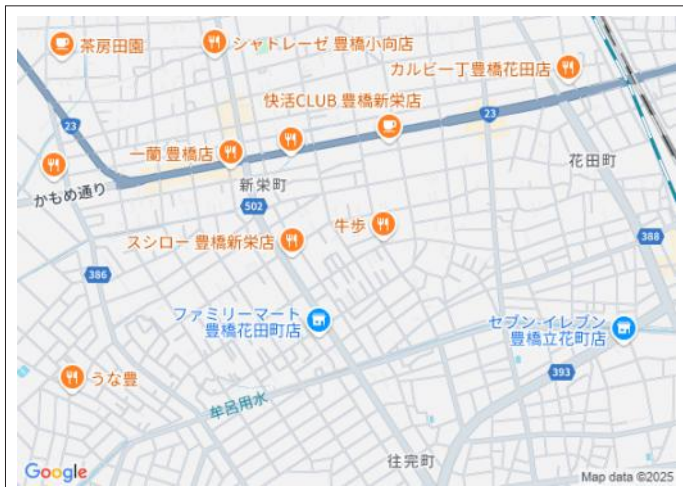 茶房田園
シャトレーゼ 豊橋小向店
カルビ一丁豊橋花田店
快活CLUB 豊橋新栄店
23
23
一蘭 豊橋店
花田町
かもめ通り
新栄町
502
牛歩
388
スシロー 豊橋新栄店
386
ファミリーマート
豊橋花田町店
セブン-イレブン
豊橋立花町店
うな豊
393
牟呂用水
往完町
Google
Map data ©2025